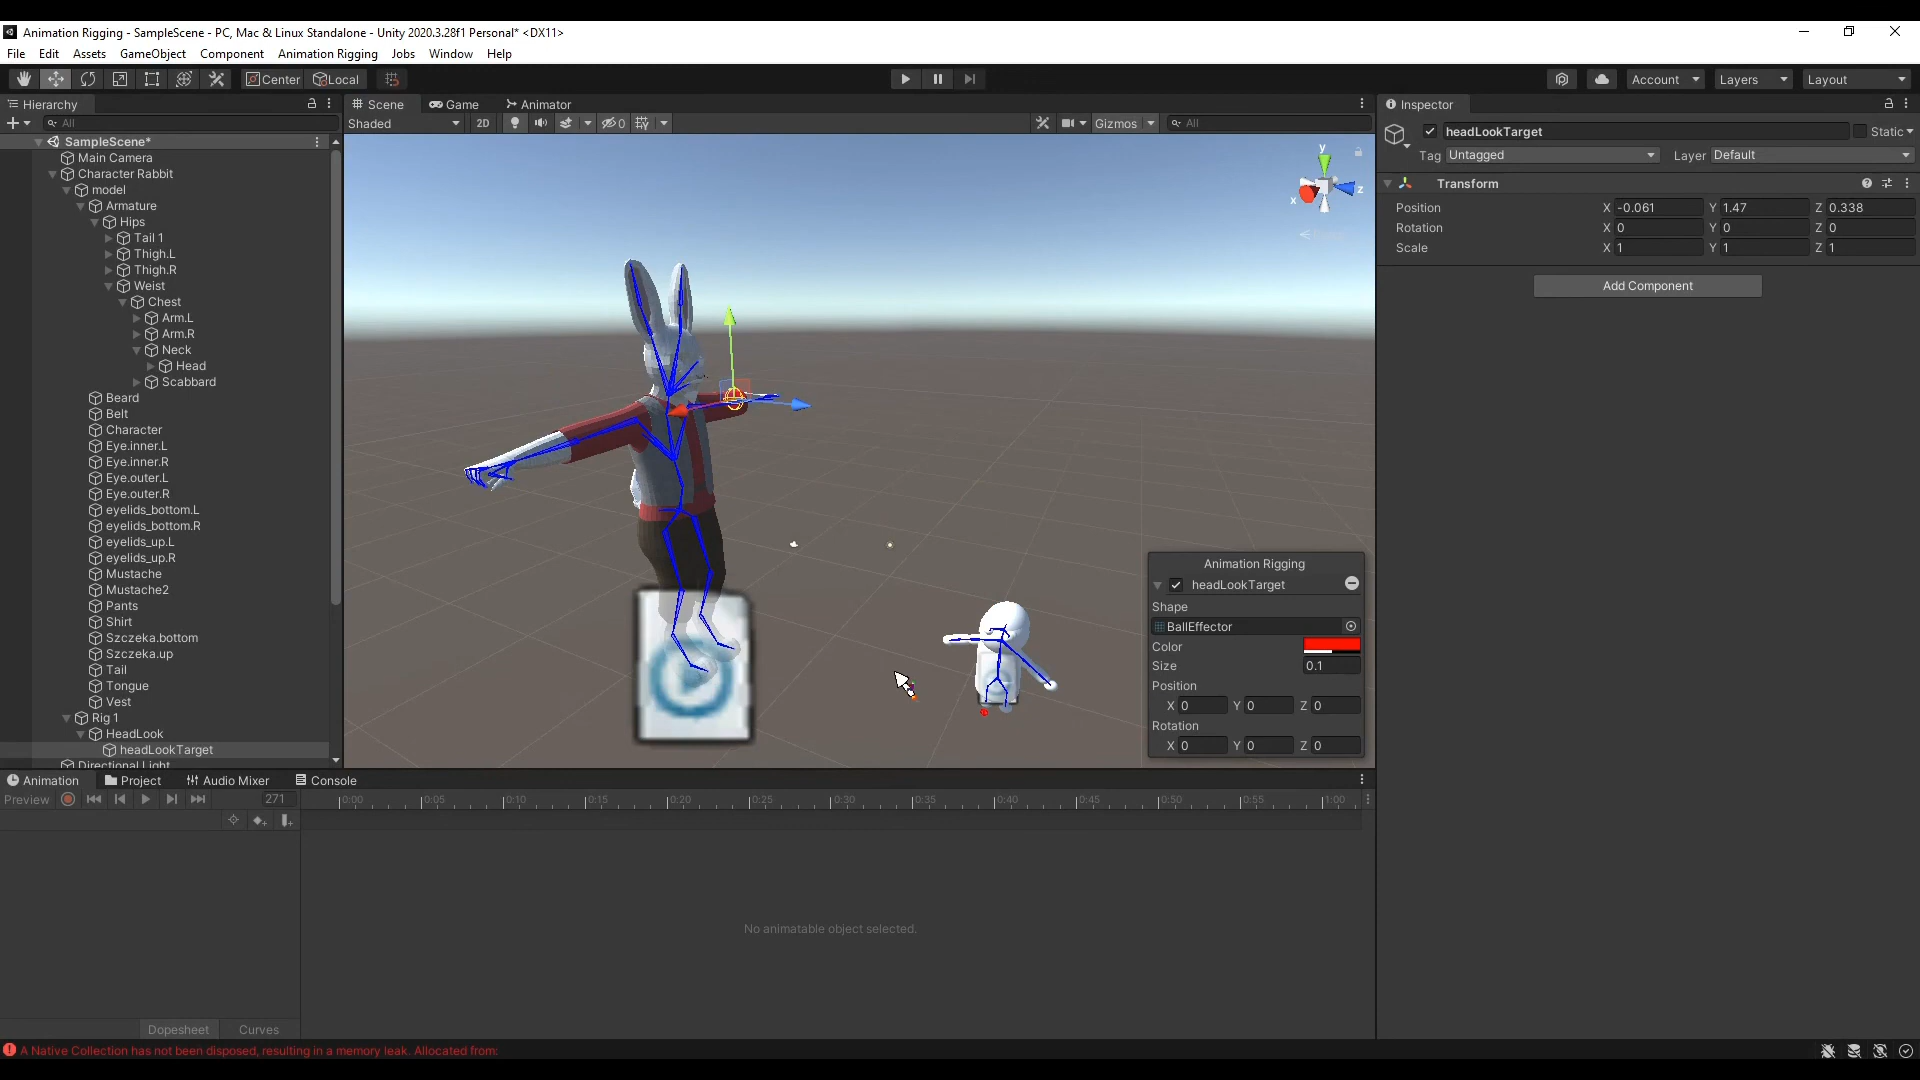 Animation Rigging - SampleScene - PC, Mac & Linux Standalone - Unity 2020.3.28f1 Personal* <DX11>
File Edit Assets GameObject Component Animation Rigging Jobs Window Help
Center Local Account Layers Layout
Hierarchy Scene Game Animator Inspector
All Shaded 2D 0 Gizmos All
headLookTarget Static
Tag Untagged Layer Default
Transform
Position X -0.061 Y 1.47 Z 0.338
Rotation X 0 Y 0 Z 0
Scale X 1 Y 1 Z 1
Add Component
SampleScene*
Main Camera
Character Rabbit
model
Armature
Hips
Tail 1
Thigh.L
Thigh.R
Weist
Chest
Arm.L
Arm.R
Neck
Head
Scabbard
Beard
Belt
Character
Eye.inner.L
Eye.inner.R
Eye.outer.L
Eye.outer.R
eyelids_bottom.L
eyelids_bottom.R
eyelids_up.L
eyelids_up.R
Mustache
Mustache2
Pants
Shirt
Szczeka.bottom
Szczeka.up
Tail
Tongue
Vest
Rig 1
HeadLook
headLookTarget
Directional Light
y
x
z
Animation Rigging
headLookTarget
Shape
BallEffector
Color
Size 0.1
Position
X 0 Y 0 Z 0
Rotation
X 0 Y 0 Z 0
Animation Project Audio Mixer Console
Preview 271 0:00 0:05 0:10 0:15 0:20 0:25 0:30 0:35 0:40 0:45 0:50 0:55 1:00
No animatable object selected.
Dopesheet Curves
A Native Collection has not been disposed, resulting in a memory leak. Allocated from: